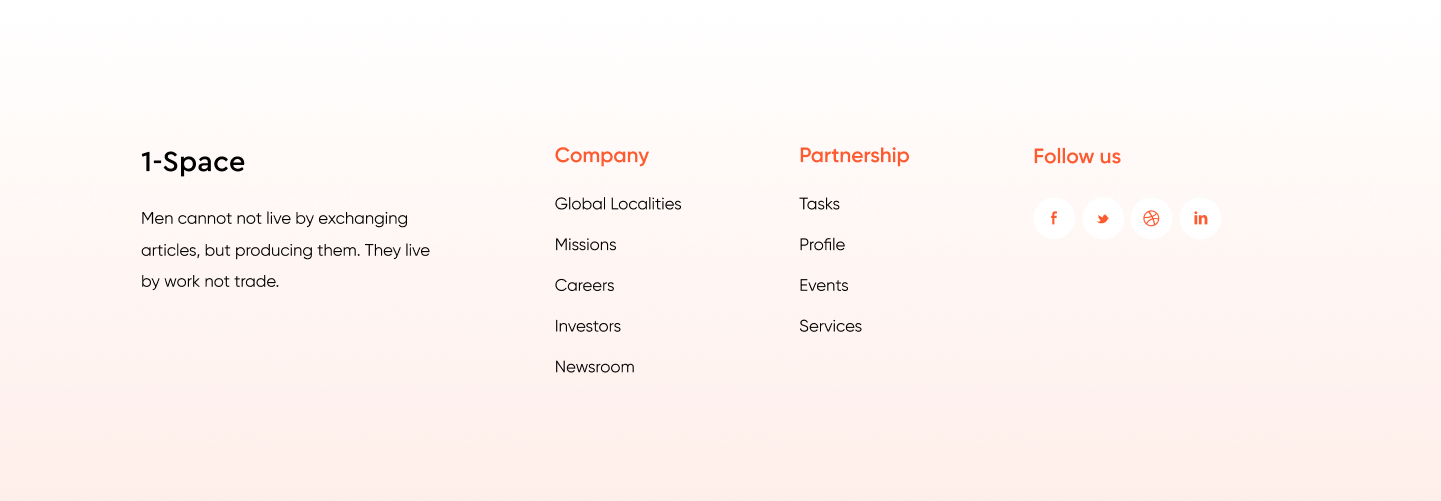 1-Space
Men cannot not live by exchanging
articles, but producing them. They live
by work not trade.
Company
Global Localities
Missions
Careers
Investors
Newsroom
Partnership
Tasks
Profile
Events
Services
Follow us
f
in